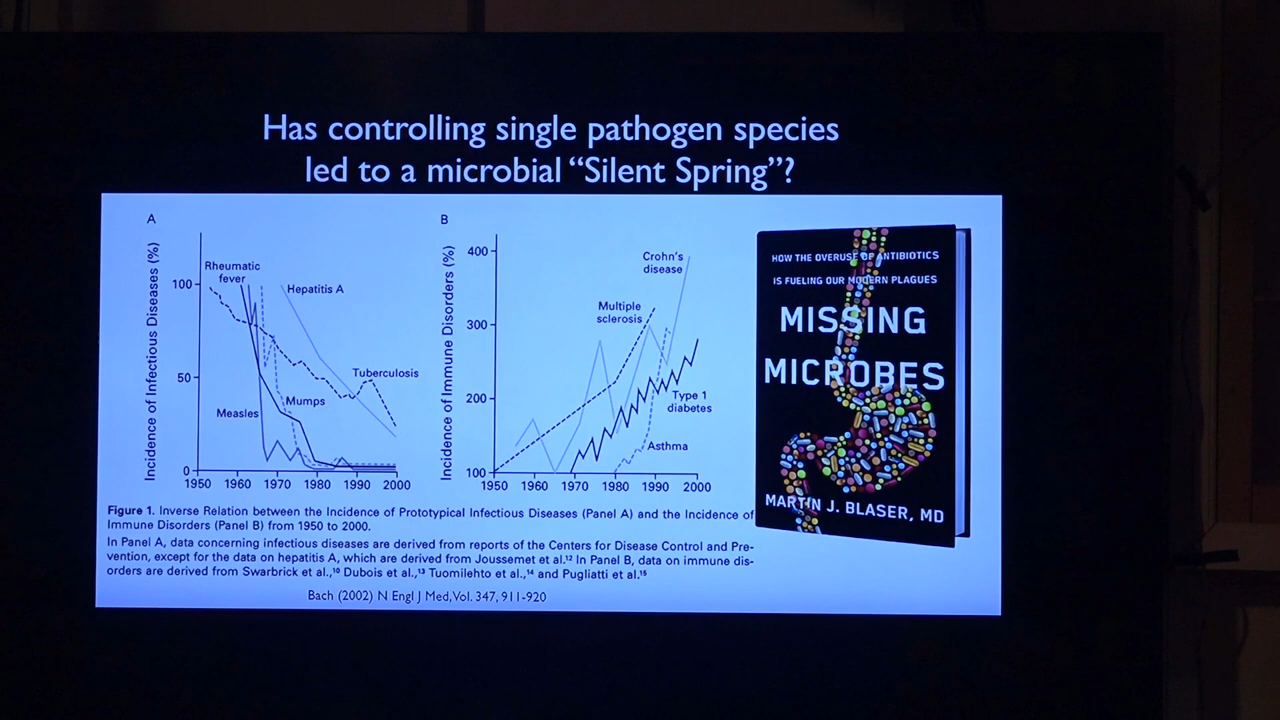 Has controlling single pathogen species
led to a microbial “Silent Spring”?
A
Incidence of Infectious Diseases (%)
100
50
0
Rheumatic
fever
Hepatitis A
Tuberculosis
Mumps
Measles
1950 1960 1970 1980 1990 2000
B
Incidence of Immune Disorders (%)
400
300
200
100
Crohn’s
disease
Multiple
sclerosis
Type 1
diabetes
Asthma
1950 1960 1970 1980 1990 2000
Figure 1. Inverse Relation between the Incidence of Prototypical Infectious Diseases (Panel A) and the Incidence of
Immune Disorders (Panel B) from 1950 to 2000.
In Panel A, data concerning infectious diseases are derived from reports of the Centers for Disease Control and Pre-
vention, except for the data on hepatitis A, which are derived from Joussemet et al.¹² In Panel B, data on immune dis-
orders are derived from Swarbrick et al.,¹⁰ Dubois et al.,¹³ Tuomilehto et al.,¹⁴ and Pugliatti et al.¹⁵
Bach (2002) N Engl J Med, Vol. 347, 911-920
HOW THE OVERUSE OF ANTIBIOTICS
IS FUELING OUR MODERN PLAGUES
MISSING
MICROBES
MARTIN J. BLASER, MD